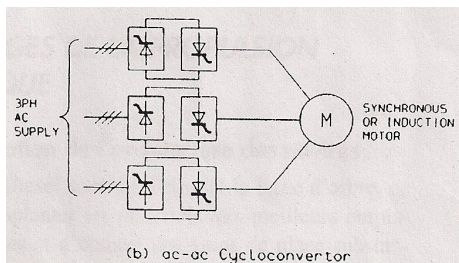 3PH
AC
SUPPLY
M
SYNCHRONOUS
OR INDUCTION
MOTOR
(b) ac-ac Cycloconvertor